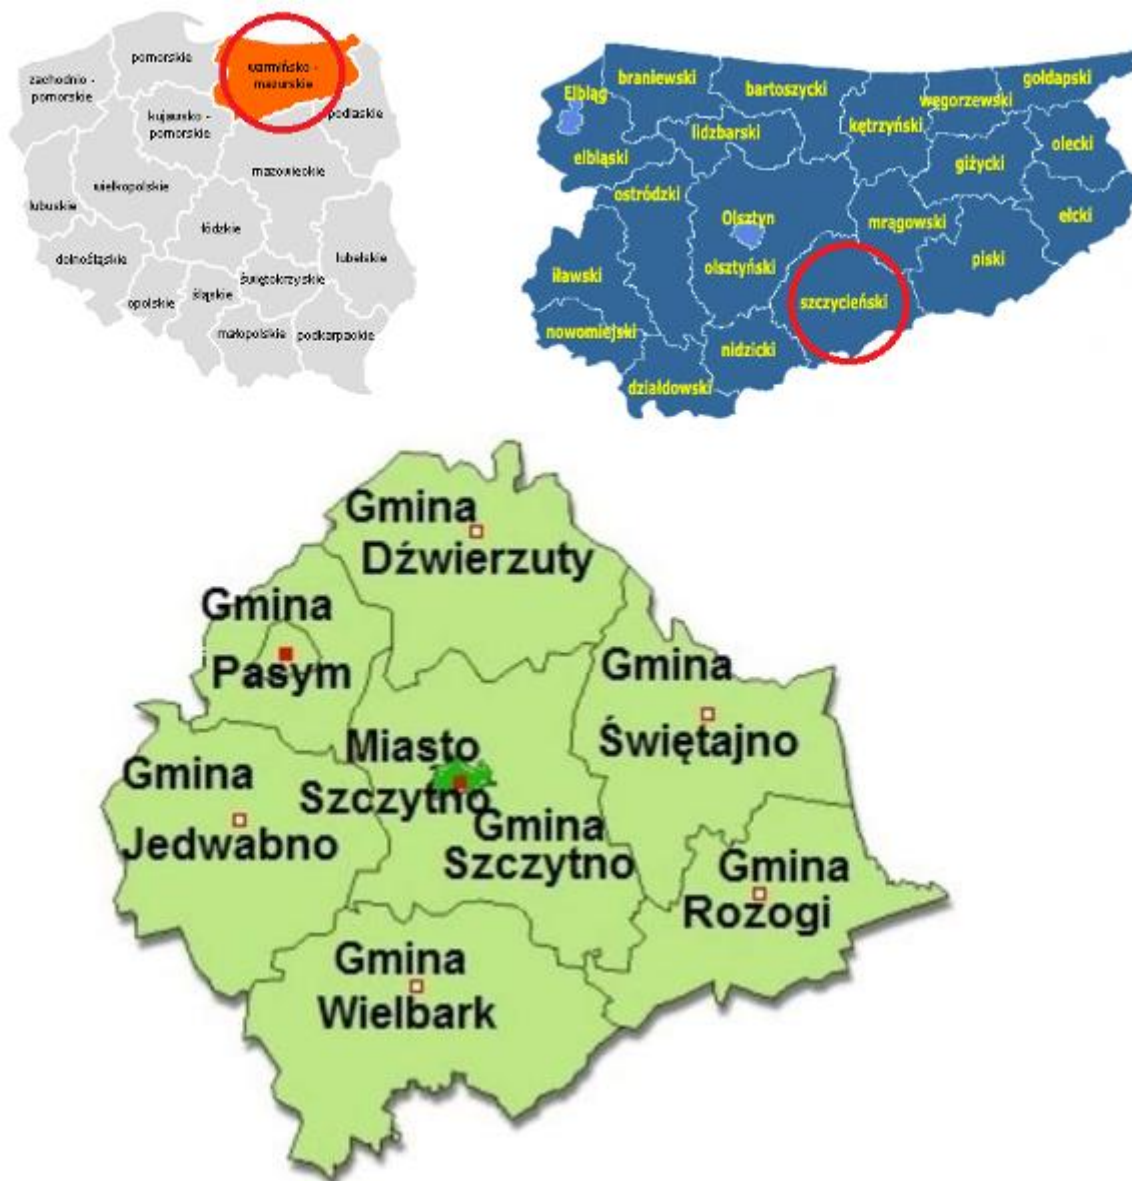 pomorskie
warmińsko -
mazurskie
zachodnio -
pomorskie
podlaskie
kujawsko -
pomorskie
mazowieckie
wielkopolskie
lubuskie
łódzkie
lubelskie
dolnośląskie
świętokrzyskie
śląskie
opolskie
małopolskie
podkarpackie
gołdapski
braniewski
bartoszycki
Elbląg
węgorzewski
kętrzyński
lidzbarski
olecki
elbląski
giżycki
ostródzki
Olsztyn
mrągowski
ełcki
piski
iławski
olsztyński
szczycieński
nowomiejski
nidzicki
działdowski
Gmina
Dźwierzuty
Gmina
Pasym
Gmina
Świętajno
Miasto
Szczytno
Gmina
Jedwabno
Gmina
Szczytno
Gmina
Rozogi
Gmina
Wielbark